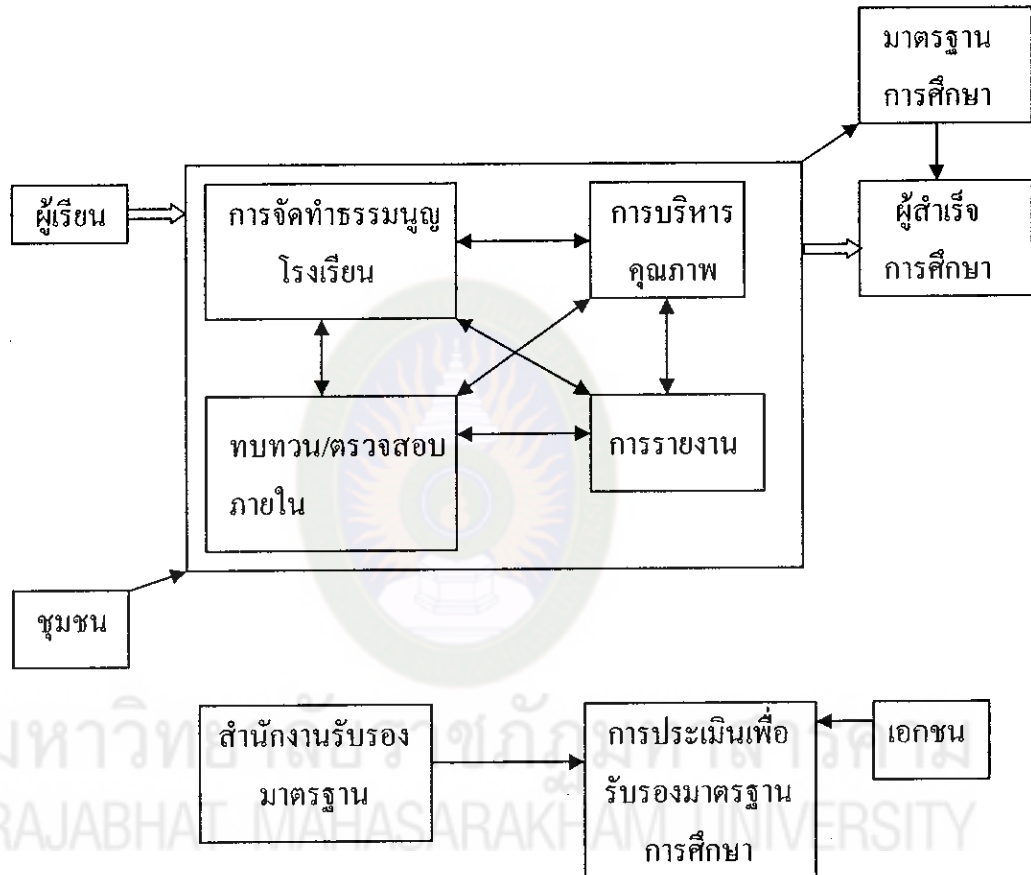 มาตรฐาน
การศึกษา
ผู้เรียน
การจัดทำธรรมนูญ
โรงเรียน
การบริหาร
คุณภาพ
ผู้สำเร็จ
การศึกษา
ทบทวน/ตรวจสอบ
ภายใน
การรายงาน
ชุมชน
สำนักงานรับรอง
มาตรฐาน
การประเมินเพื่อ
รับรองมาตรฐาน
การศึกษา
เอกชน
มหาวิทยาลัยราชภัฏมหาสารคาม
RAJABHAT MAHASARAKHAM UNIVERSITY